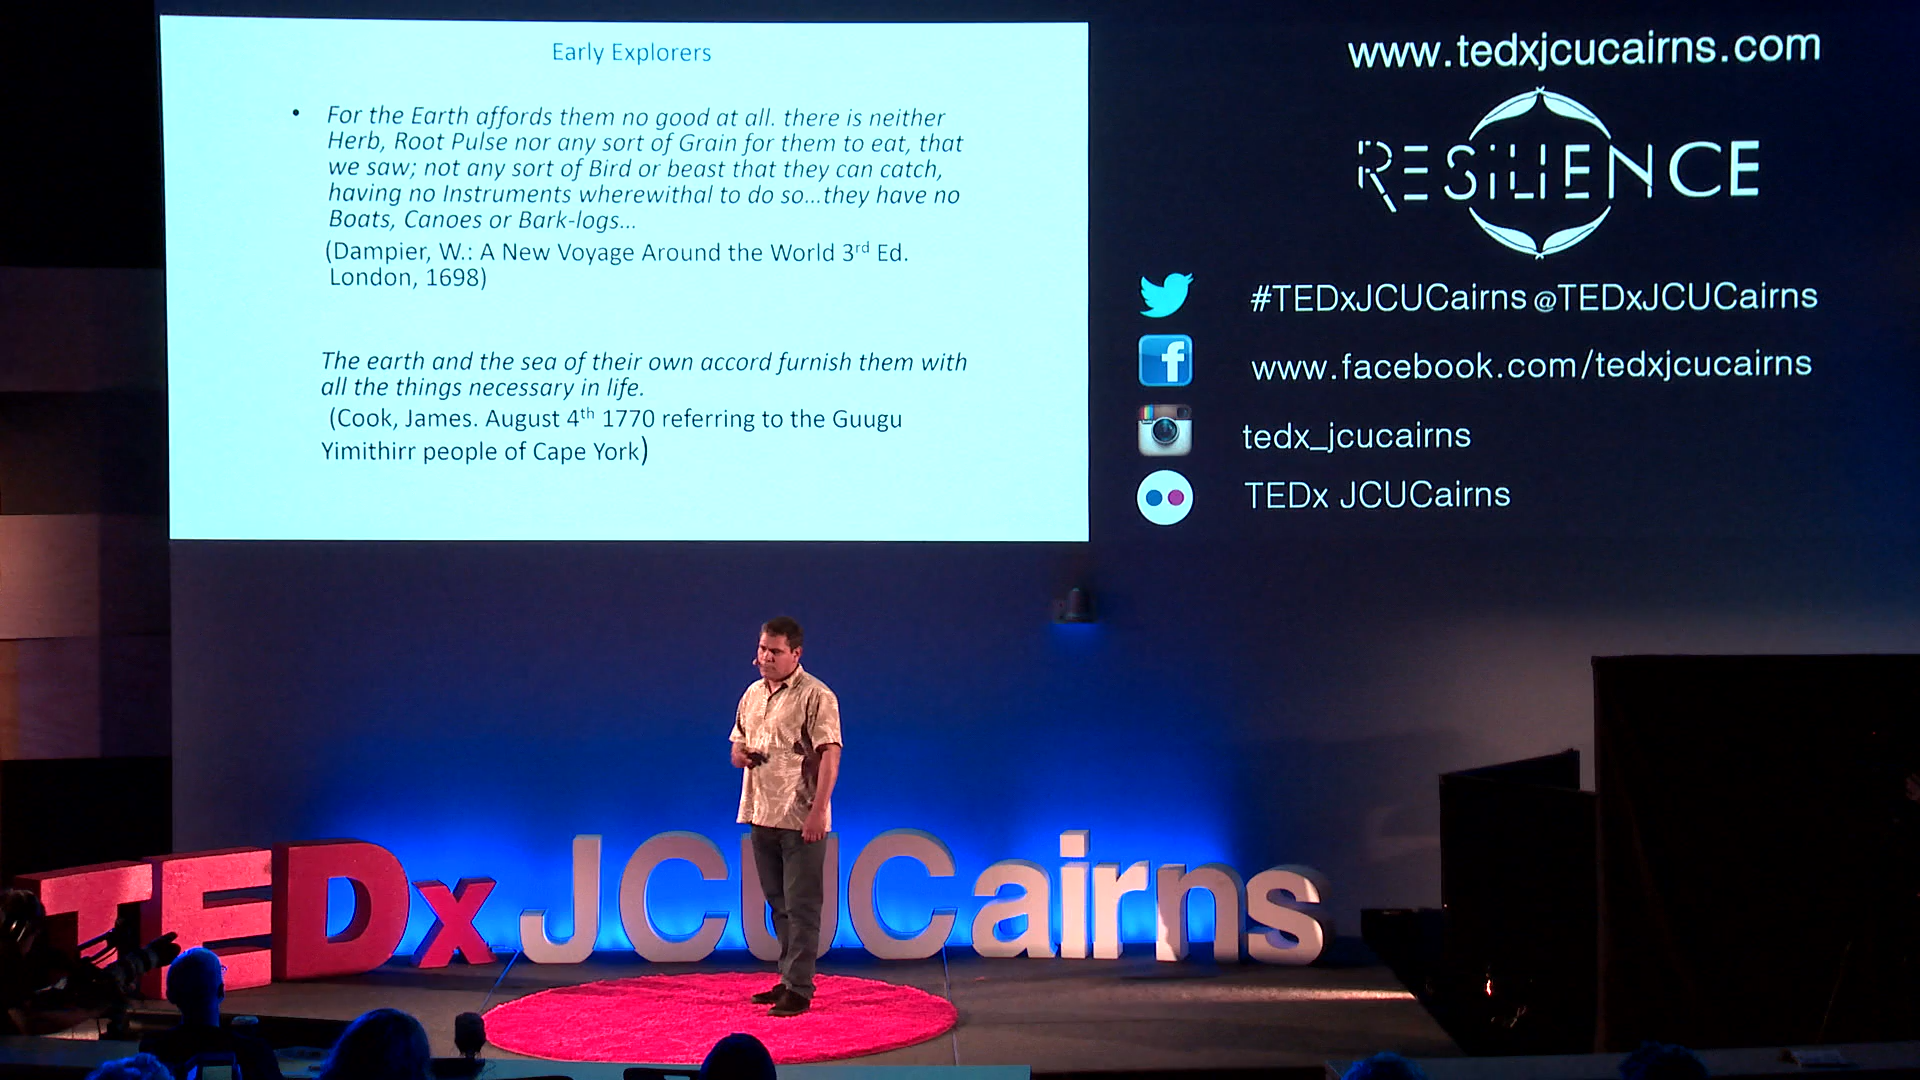 Early Explorers
• For the Earth affords them no good at all. there is neither
Herb, Root Pulse nor any sort of Grain for them to eat, that
we saw; not any sort of Bird or beast that they can catch,
having no Instruments wherewithal to do so...they have no
Boats, Canoes or Bark-logs...
(Dampier, W.: A New Voyage Around the World 3rd Ed.
London, 1698)
The earth and the sea of their own accord furnish them with
all the things necessary in life.
(Cook, James. August 4th 1770 referring to the Guugu
Yimithirr people of Cape York)
www.tedxjcucairns.com
RESiLIENCE
#TEDxJCUCairns @TEDxJCUCairns
f
www.facebook.com/tedxjcucairns
tedx_jcucairns
TEDx JCUCairns
TEDx JCUCairns